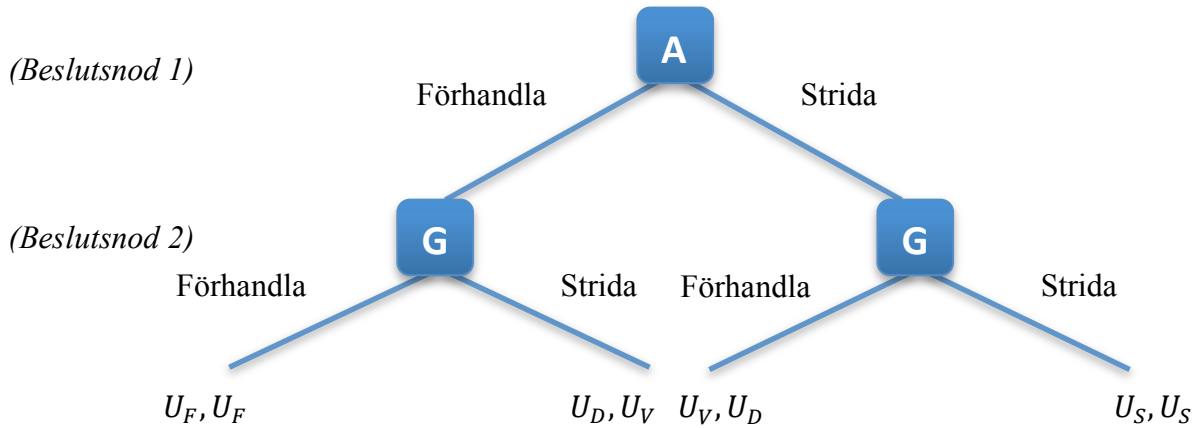 A
(Beslutsnod 1)
Förhandla Strida
G G
(Beslutsnod 2)
Förhandla Strida Förhandla Strida
U_F, U_F U_D, U_V U_V, U_D U_S, U_S